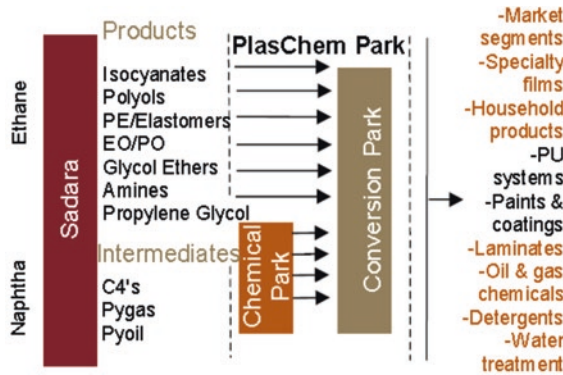 Products
PlasChem Park
Ethane
Naphtha
Sadara
Isocyanates
Polyols
PE/Elastomers
EO/PO
Glycol Ethers
Amines
Propylene Glycol
Intermediates
C4's
Pygas
Pyoil
Chemical
Park
Conversion Park
-Market
segments
-Specialty
films
-Household
products
-PU
systems
-Paints &
coatings
-Laminates
-Oil & gas
chemicals
-Detergents
-Water
treatment